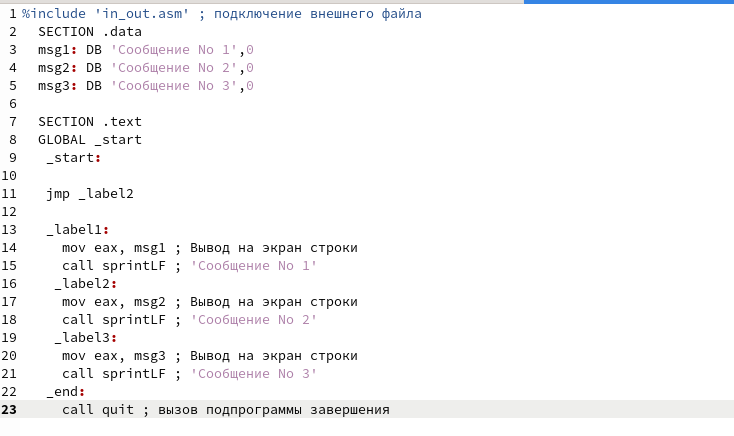 1 %include 'in_out.asm' ; подключение внешнего файла
2 SECTION .data
3 msg1: DB 'Сообщение No 1',0
4 msg2: DB 'Сообщение No 2',0
5 msg3: DB 'Сообщение No 3',0
6
7 SECTION .text
8 GLOBAL _start
9 _start:
10
11 jmp _label2
12
13 _label1:
14 mov eax, msg1 ; Вывод на экран строки
15 call sprintLF ; 'Сообщение No 1'
16 _label2:
17 mov eax, msg2 ; Вывод на экран строки
18 call sprintLF ; 'Сообщение No 2'
19 _label3:
20 mov eax, msg3 ; Вывод на экран строки
21 call sprintLF ; 'Сообщение No 3'
22 _end:
23 call quit ; вызов подпрограммы завершения